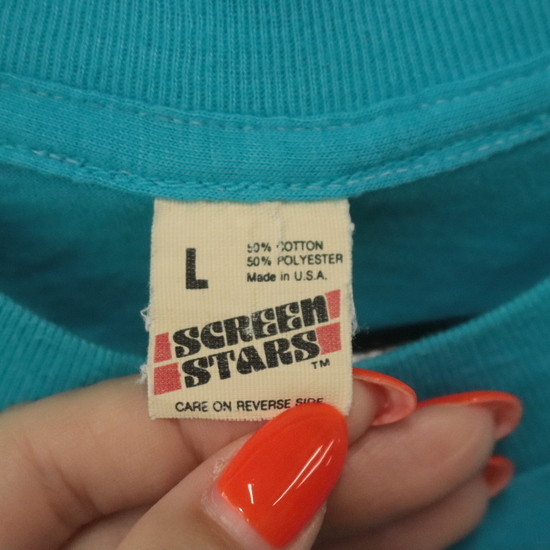 L
50% COTTON
50% POLYESTER
Made in U.S.A.
SCREEN
STARS
TM
CARE ON REVERSE SIDE